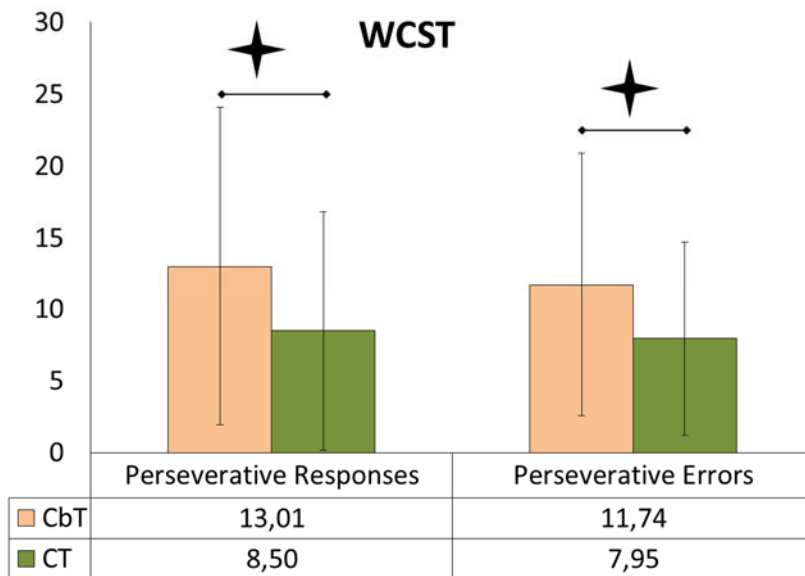 WCST
30
25
20
15
10
5
0
Perseverative Responses Perseverative Errors
CbT 13,01 11,74
CT 8,50 7,95